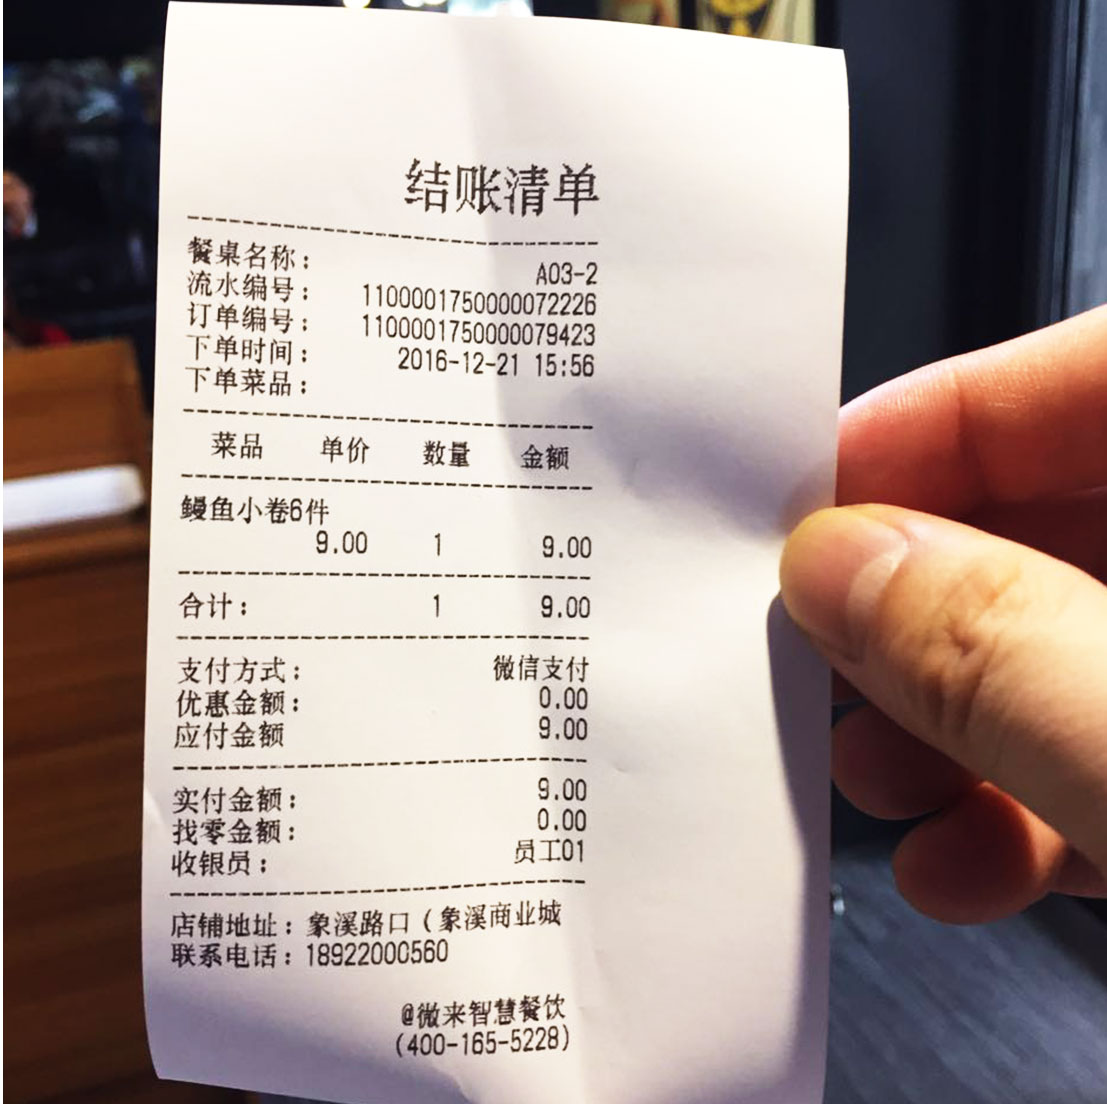 结账清单
餐桌名称: A03-2
流水编号: 1100001750000072226
订单编号: 1100001750000079423
下单时间: 2016-12-21 15:56
下单菜品:
菜品 单价 数量 金额
鳗鱼小卷6件
9.00 1 9.00
合计: 1 9.00
支付方式: 微信支付
优惠金额: 0.00
应付金额 9.00
实付金额: 9.00
找零金额: 0.00
收银员: 员工01
店铺地址: 象溪路口(象溪商业城
联系电话: 18922000560
@微来智慧餐饮
(400-165-5228)